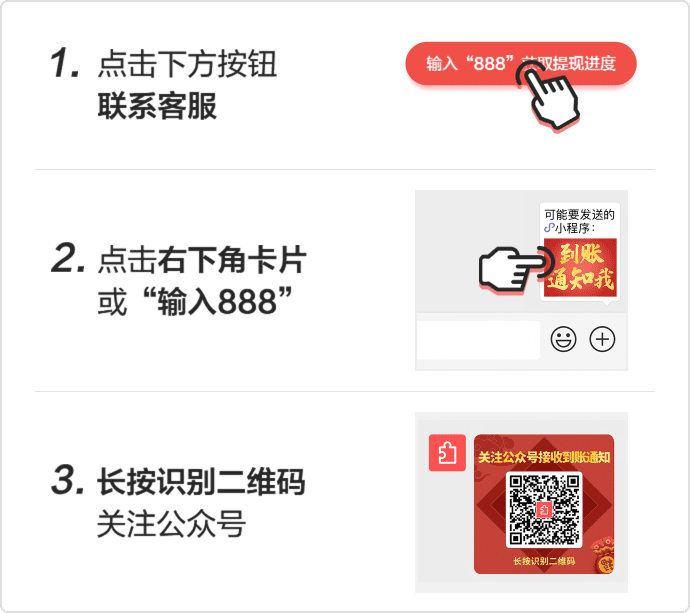 1. 点击下方按钮
联系客服
输入“888”获取提现进度
2. 点击右下角卡片
或“输入888”
可能要发送的
小程序：
到账
通知我
3. 长按识别二维码
关注公众号
关注公众号接收到账通知
长按识别二维码